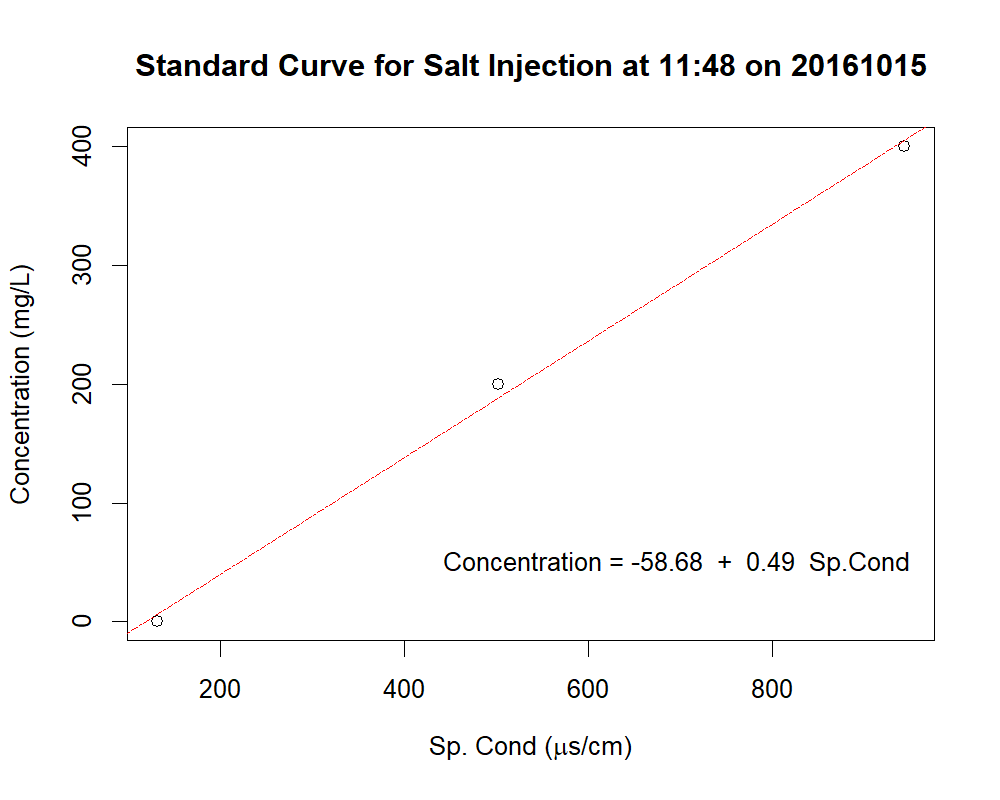 Standard Curve for Salt Injection at 11:48 on 20161015
Concentration (mg/L)
400
300
200
100
0
Concentration = -58.68 + 0.49 Sp.Cond
200 400 600 800
Sp. Cond (μs/cm)